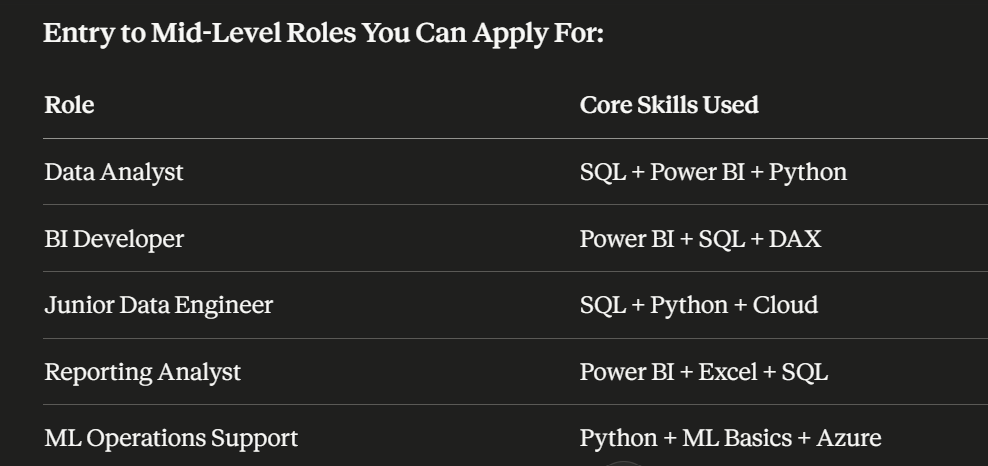 Entry to Mid-Level Roles You Can Apply For:
Role Core Skills Used
Data Analyst SQL + Power BI + Python
BI Developer Power BI + SQL + DAX
Junior Data Engineer SQL + Python + Cloud
Reporting Analyst Power BI + Excel + SQL
ML Operations Support Python + ML Basics + Azure